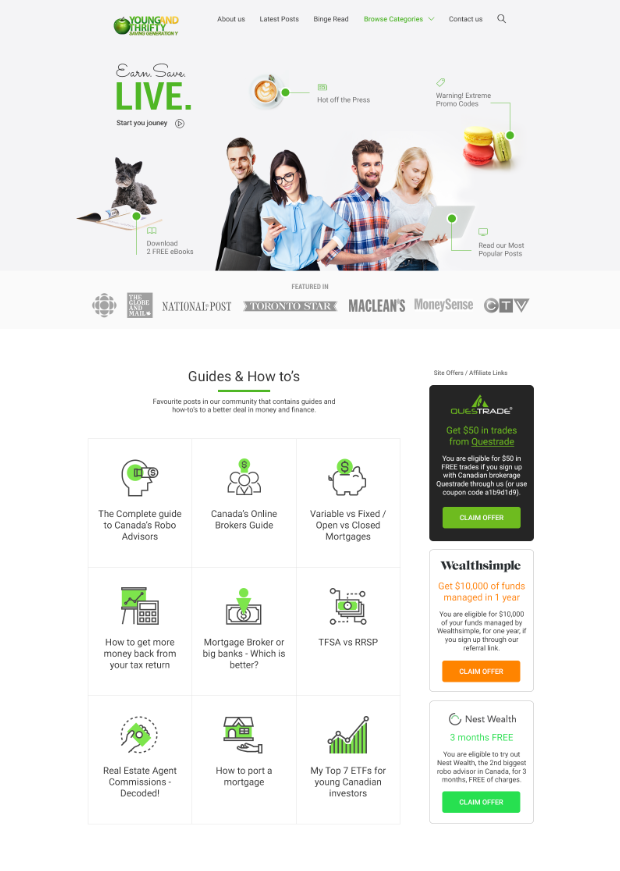 YOUNGAND
THRIFTY
SAVING GENERATION Y
About us
Latest Posts
Binge Read
Browse Categories
Contact us
Earn. Save.
LIVE.
Start you jouney
Hot off the Press
Warning! Extreme
Promo Codes
Download
2 FREE eBooks
Read our Most
Popular Posts
FEATURED IN
THE
GLOBE
AND
MAIL
NATIONAL POST
TORONTO STAR
MACLEAN'S
MoneySense
CTV
Guides & How to's
Favourite posts in our community that contains guides and
how-to's to a better deal in money and finance.
The Complete guide
to Canada's Robo
Advisors
Canada's Online
Brokers Guide
Variable vs Fixed /
Open vs Closed
Mortgages
How to get more
money back from
your tax return
Mortgage Broker or
big banks - Which is
better?
TFSA vs RRSP
Real Estate Agent
Commissions -
Decoded!
How to port a
mortgage
My Top 7 ETFs for
young Canadian
investors
Site Offers / Affiliate Links
QUESTRADE
Get $50 in trades
from Questrade
You are eligible for $50 in
FREE trades if you sign up
with Canadian brokerage
Questrade through us (or use
coupon code a1b9d1d9).
CLAIM OFFER
Wealthsimple
Get $10,000 of funds
managed in 1 year
You are eligible for $10,000
of your funds managed by
Wealthsimple, for one year, if
you sign up through our
referral link.
CLAIM OFFER
Nest Wealth
3 months FREE
You are eligible to try out
Nest Wealth, the 2nd biggest
robo advisor in Canada, for 3
months, FREE of charges.
CLAIM OFFER